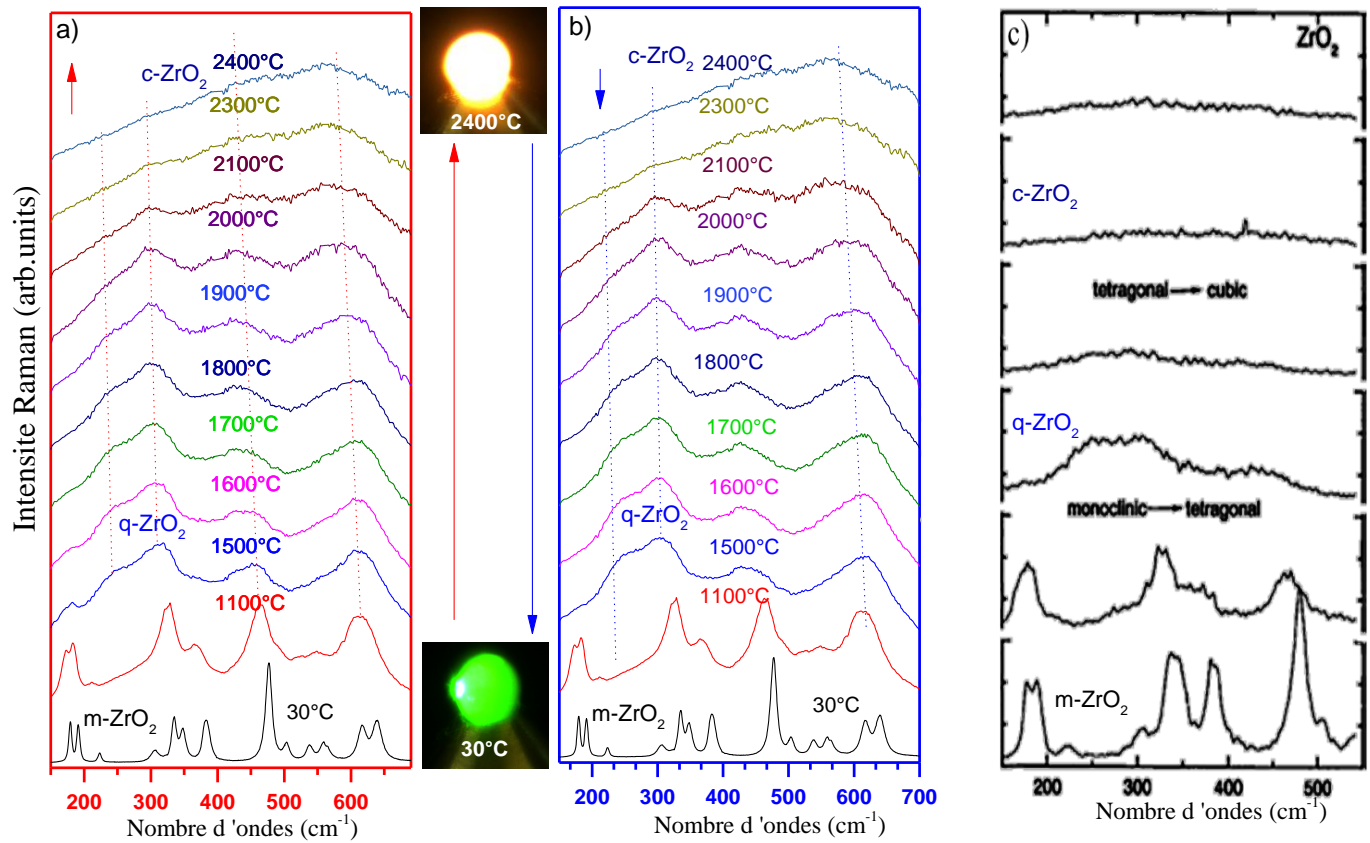 Intensite Raman (arb.units)
a)
c-ZrO₂
2400°C
2300°C
2100°C
2000°C
1900°C
1800°C
1700°C
1600°C
q-ZrO₂
1500°C
1100°C
m-ZrO₂
30°C
200 300 400 500 600
Nombre d 'ondes (cm⁻¹)
2400°C
30°C
b)
c-ZrO₂
2400°C
2300°C
2100°C
2000°C
1900°C
1800°C
1700°C
1600°C
q-ZrO₂
1500°C
1100°C
m-ZrO₂
30°C
200 300 400 500 600 700
Nombre d 'ondes (cm⁻¹)
c)
ZrO₂
c-ZrO₂
tetragonal → cubic
q-ZrO₂
monoclinic → tetragonal
m-ZrO₂
200 300 400 500
Nombre d 'ondes (cm⁻¹)